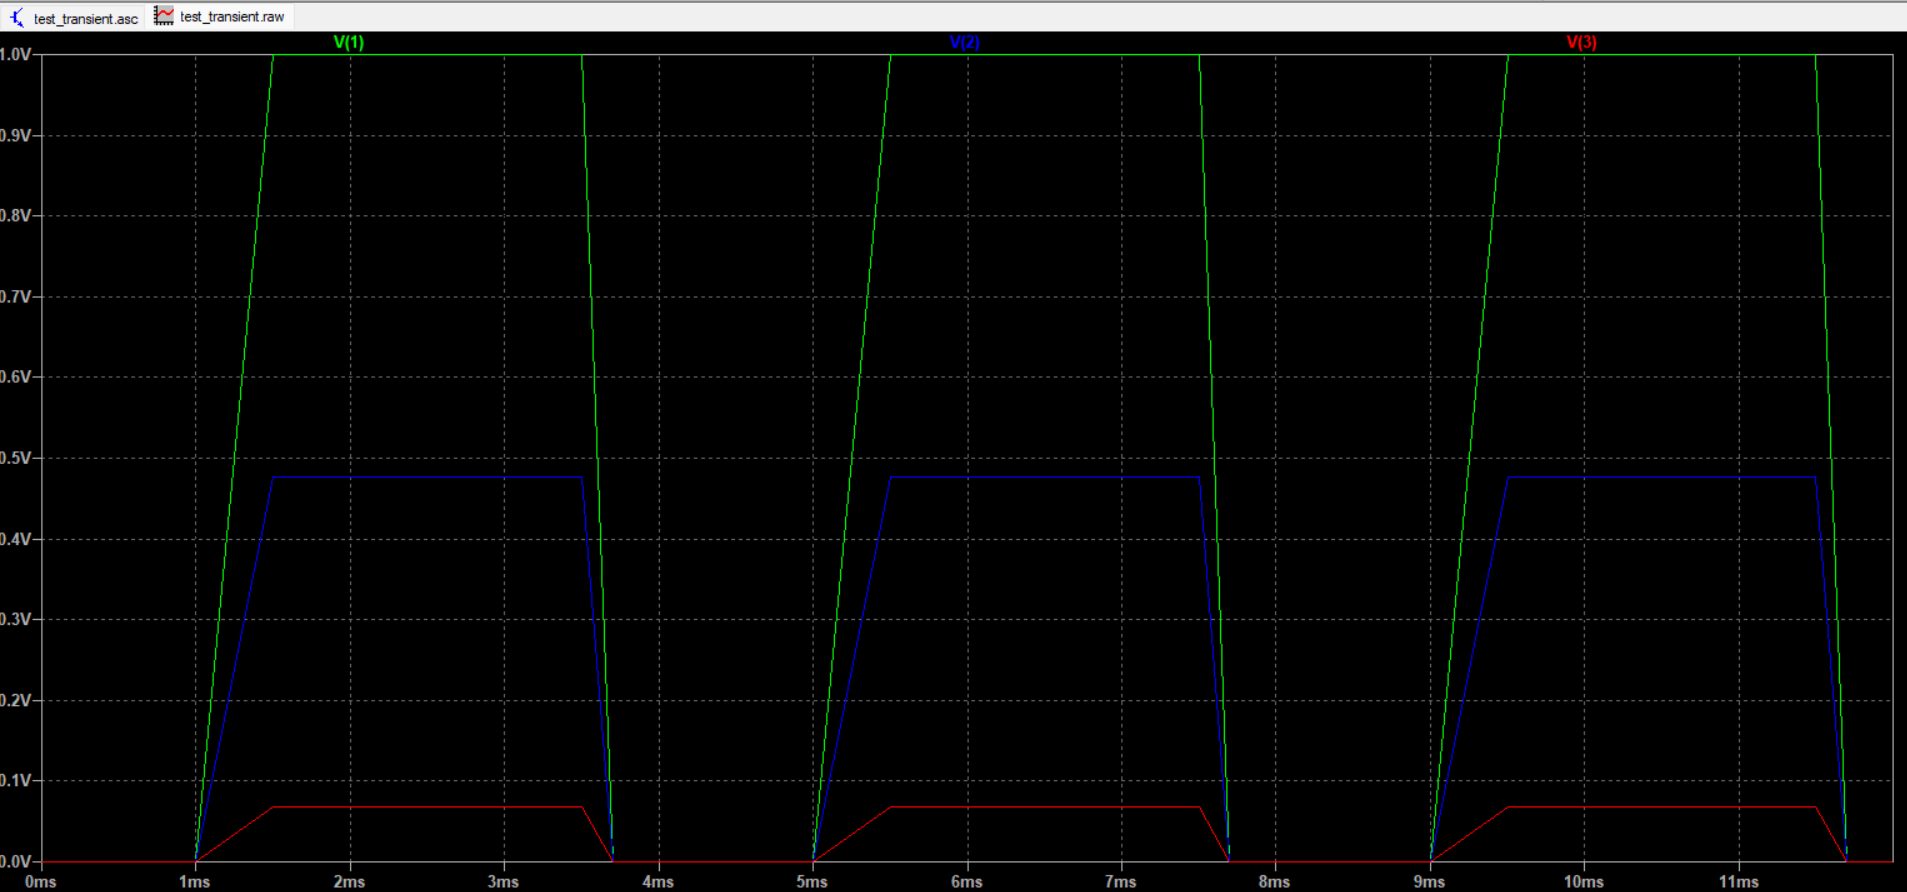 test_transient.asc test_transient.raw
V(1) V(2) V(3)
1.0V
0.9V
0.8V
0.7V
0.6V
0.5V
0.4V
0.3V
0.2V
0.1V
0.0V
0ms 1ms 2ms 3ms 4ms 5ms 6ms 7ms 8ms 9ms 10ms 11ms